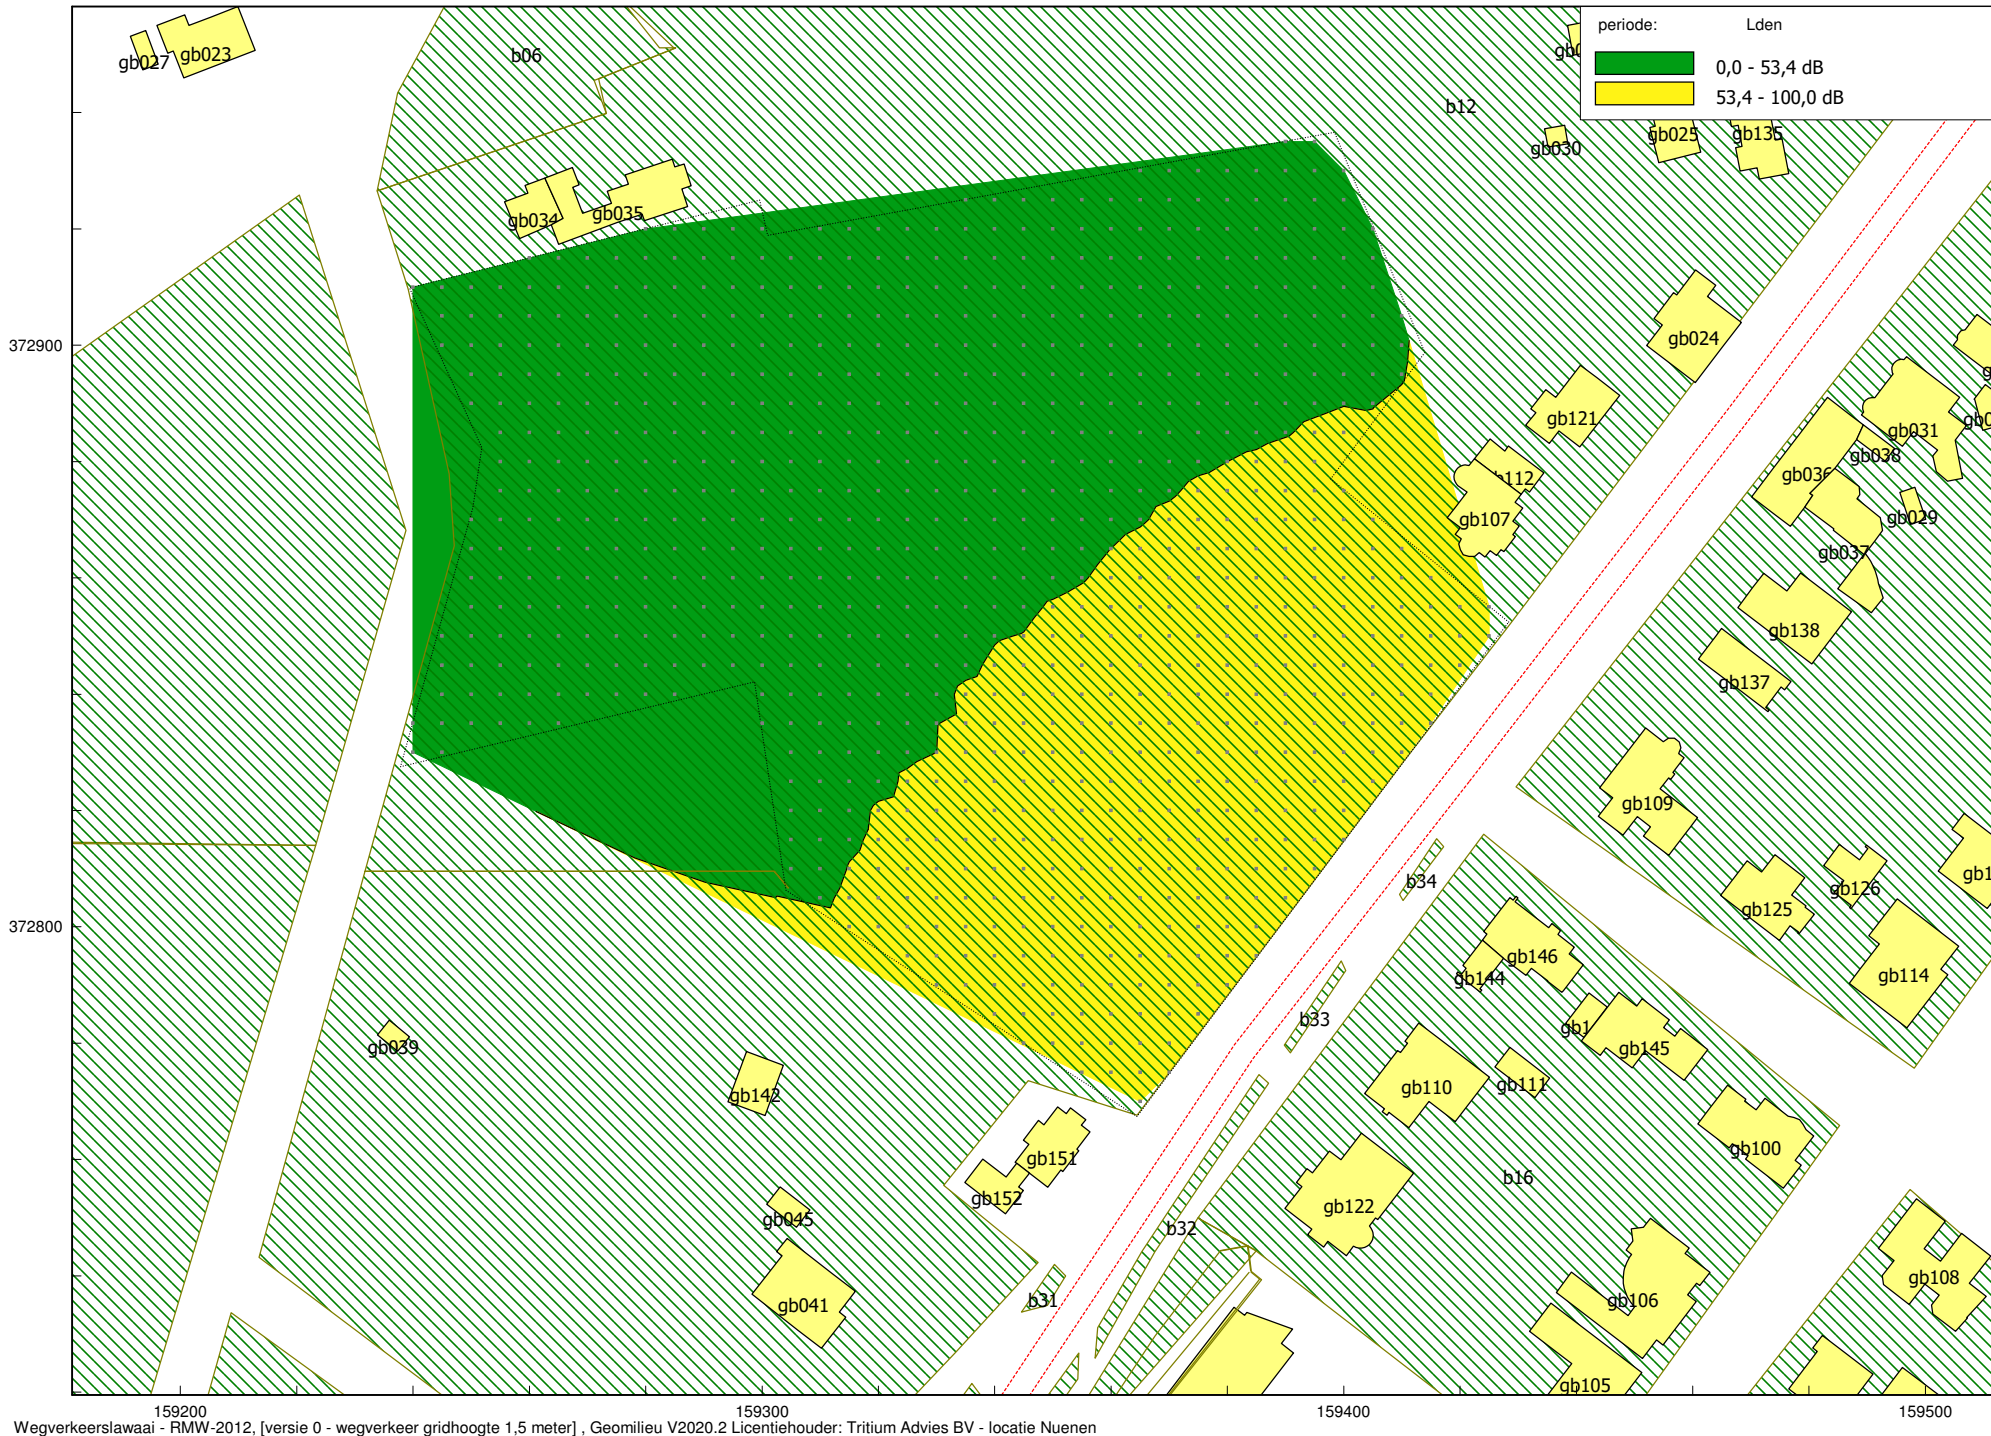 periode: Lden
0,0 - 53,4 dB
53,4 - 100,0 dB
gb027
gb023
b06
b12
gb030
gb025
gb135
gb034
gb035
gb024
372900
gb121
gb031
gb038
gb036
gb107
gb029
gb037
gb138
gb137
gb109
b34
gb126
gb125
372800
gb146
gb144
gb114
b33
gb039
gb145
gb110
gb111
gb142
gb100
gb151
b16
gb152
gb122
gb045
b32
gb108
b31
gb041
gb106
gb105
159200
159300
159400
159500
Wegverkeerslawaai - RMW-2012, [versie 0 - wegverkeer gridhoogte 1,5 meter] , Geomilieu V2020.2 Licentiehouder: Tritium Advies BV - locatie Nuenen